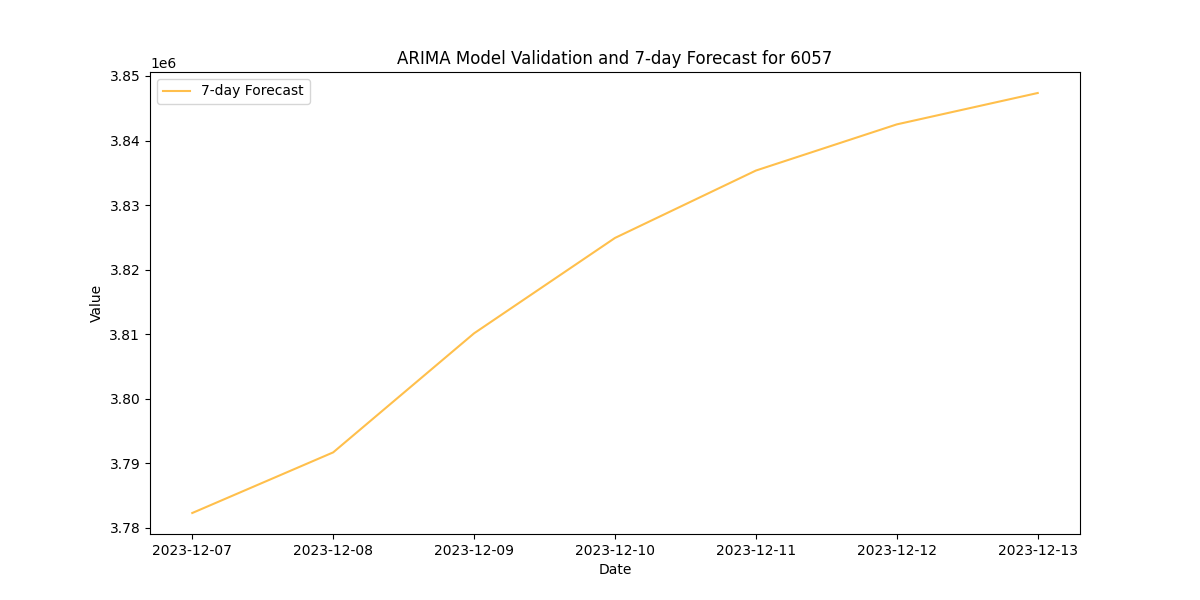 ARIMA Model Validation and 7-day Forecast for 6057
1e6
7-day Forecast
3.85
3.84
3.83
3.82
3.81
3.80
3.79
3.78
Value
2023-12-07 2023-12-08 2023-12-09 2023-12-10 2023-12-11 2023-12-12 2023-12-13
Date